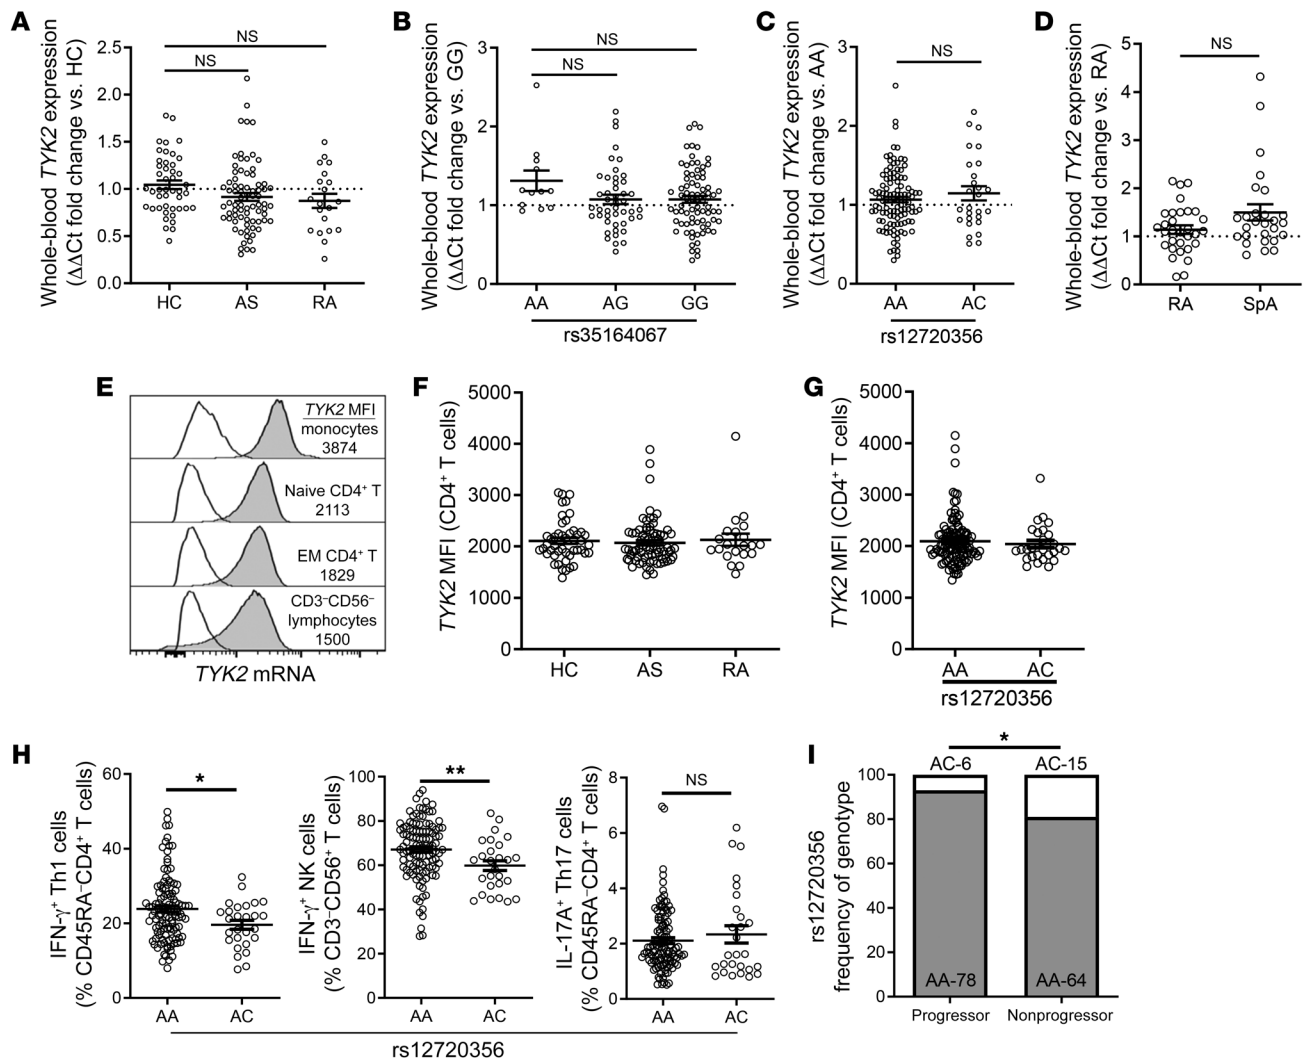 A
Whole-blood TYK2 expression
(ΔΔCt fold change vs. HC)
2.5
2.0
1.5
1.0
0.5
0.0
NS
NS
HC AS RA
B
Whole-blood TYK2 expression
(ΔΔCt fold change vs. GG)
3
2
1
0
NS
NS
AA AG GG
rs35164067
C
Whole-blood TYK2 expression
(ΔΔCt fold change vs. AA)
3
2
1
0
NS
AA AC
rs12720356
D
Whole-blood TYK2 expression
(ΔΔCt fold change vs. RA)
5
4
3
2
1
0
NS
RA SpA
E
TYK2 MFI
monocytes
3874
Naive CD4⁺ T
2113
EM CD4⁺ T
1829
CD3⁻CD56⁻
lymphocytes
1500
TYK2 mRNA
F
TYK2 MFI (CD4⁺ T cells)
5000
4000
3000
2000
1000
0
HC AS RA
G
TYK2 MFI (CD4⁺ T cells)
5000
4000
3000
2000
1000
0
AA AC
rs12720356
H
IFN-γ⁺ Th1 cells
(% CD45RA⁻CD4⁺ T cells)
60
40
20
0
*
AA AC
IFN-γ⁺ NK cells
(% CD3⁻CD56⁺ T cells)
100
80
60
40
20
0
**
AA AC
IL-17A⁺ Th17 cells
(% CD45RA⁻CD4⁺ T cells)
8
6
4
2
0
NS
AA AC
rs12720356
I
rs12720356
frequency of genotype
100
80
60
40
20
0
*
AC-6 AC-15
AA-78 AA-64
Progressor Nonprogressor